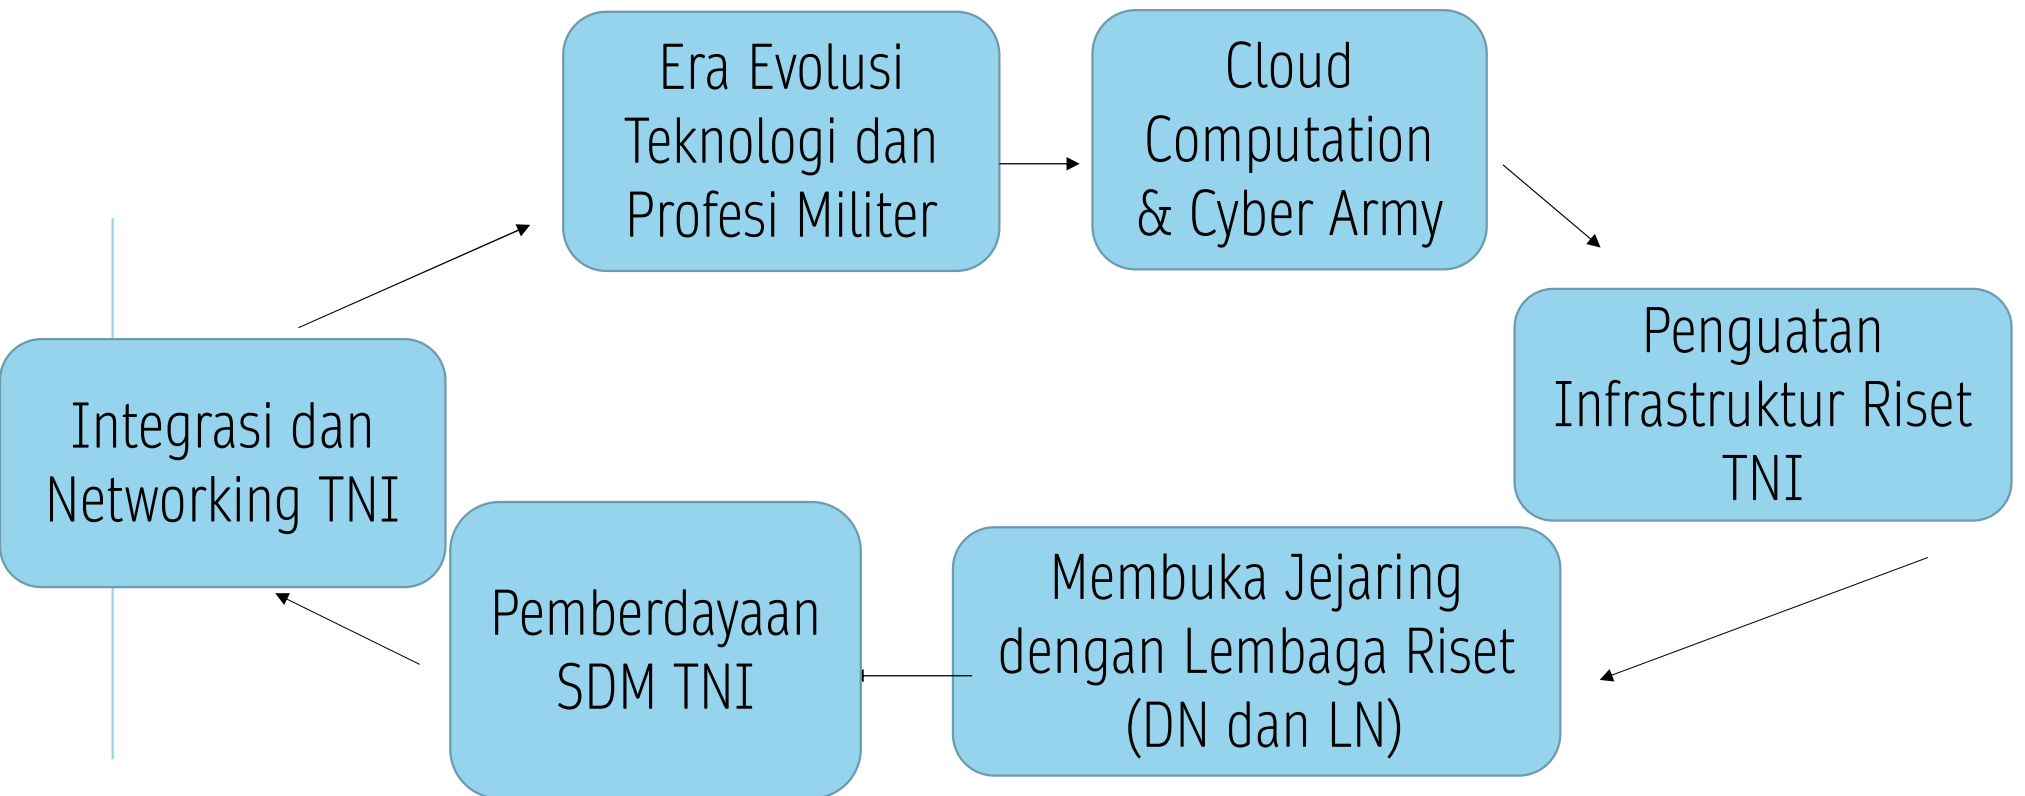 Era Evolusi
Teknologi dan
Profesi Militer
Cloud
Computation
& Cyber Army
Penguatan
Infrastruktur Riset
TNI
Membuka Jejaring
dengan Lembaga Riset
(DN dan LN)
Pemberdayaan
SDM TNI
Integrasi dan
Networking TNI